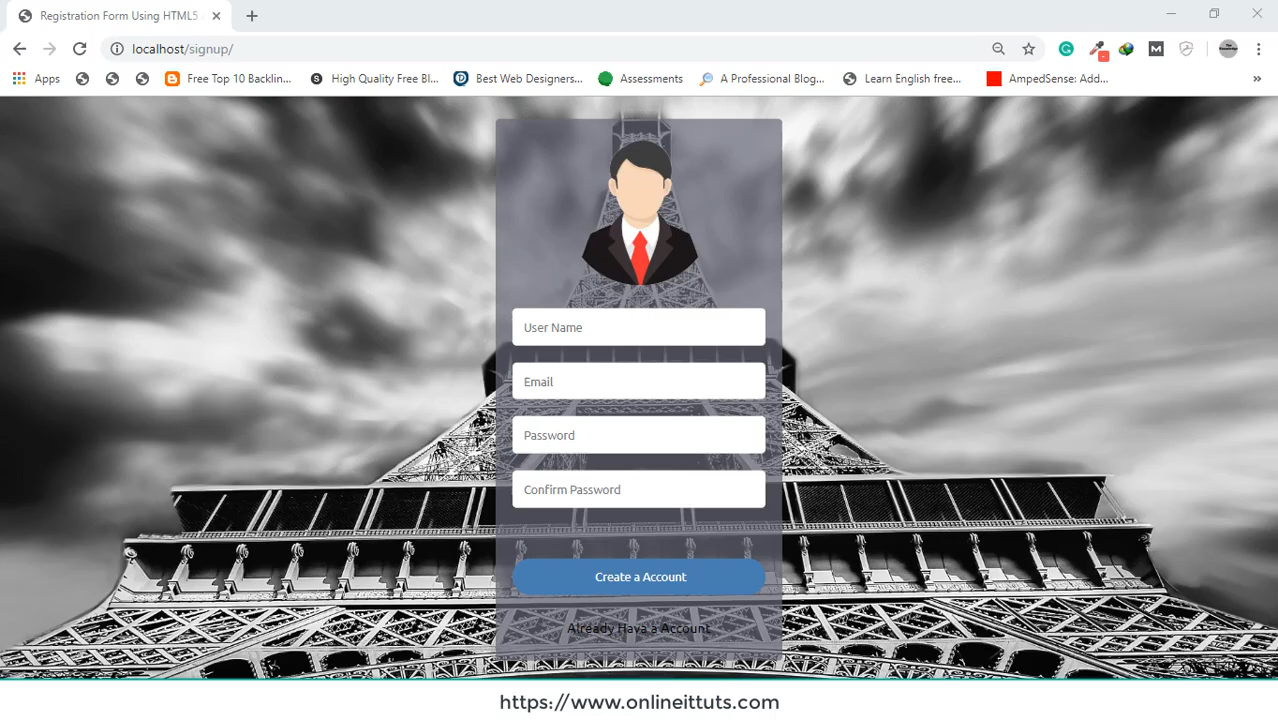 Registration Form Using HTML5
localhost/signup/
Apps
Free Top 10 Backlin...
High Quality Free Bl...
Best Web Designers...
Assessments
A Professional Blog...
Learn English free...
AmpedSense: Add...
»
User Name
Email
Password
Confirm Password
Create a Account
Already Hava a Account
https://www.onlineittuts.com